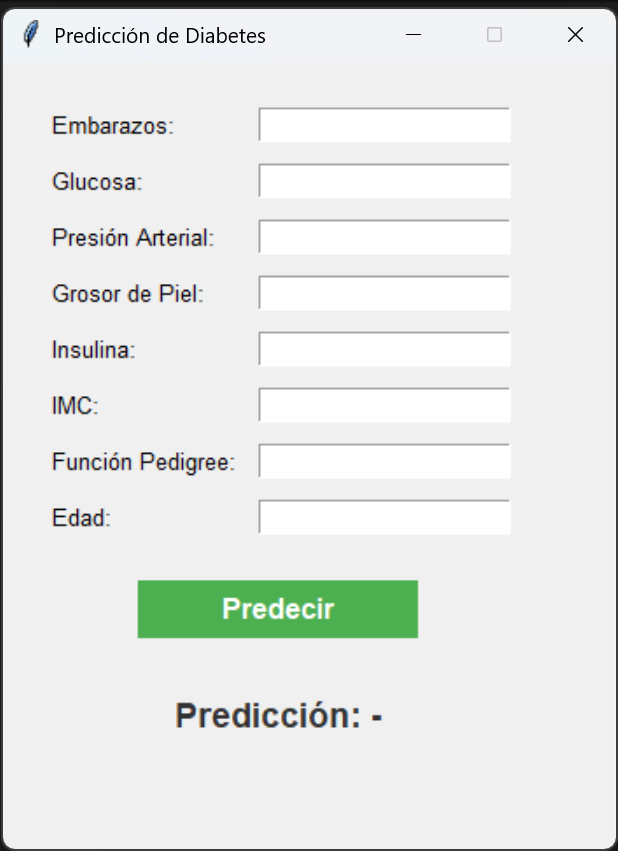 Predicción de Diabetes
Embarazos:
Glucosa:
Presión Arterial:
Grosor de Piel:
Insulina:
IMC:
Función Pedigree:
Edad:
Predecir
Predicción: -